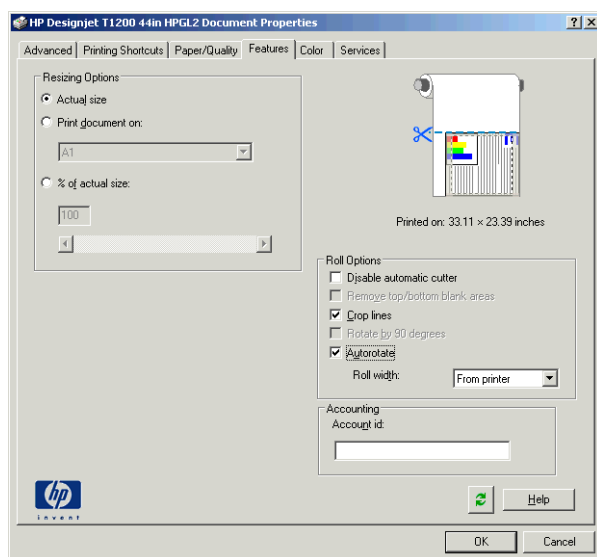 HP Designjet T1200 44in HPGL2 Document Properties
Advanced Printing Shortcuts Paper/Quality Features Color Services
Resizing Options
Actual size
Print document on:
A1
% of actual size:
100
Printed on: 33.11 × 23.39 inches
Roll Options
Disable automatic cutter
Remove top/bottom blank areas
Crop lines
Rotate by 90 degrees
Autorotate
Roll width: From printer
Accounting
Account id:
hp
invent
Help
OK Cancel